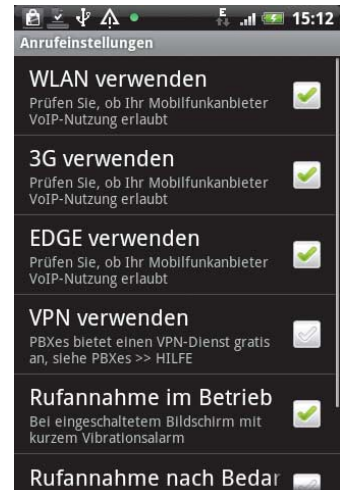 E
15:12
Anrufeinstellungen
WLAN verwenden
Prüfen Sie, ob Ihr Mobilfunkanbieter
VoIP-Nutzung erlaubt
3G verwenden
Prüfen Sie, ob Ihr Mobilfunkanbieter
VoIP-Nutzung erlaubt
EDGE verwenden
Prüfen Sie, ob Ihr Mobilfunkanbieter
VoIP-Nutzung erlaubt
VPN verwenden
PBXes bietet einen VPN-Dienst gratis
an, siehe PBXes >> HILFE
Rufannahme im Betrieb
Bei eingeschaltetem Bildschirm mit
kurzem Vibrationsalarm
Rufannahme nach Bedar